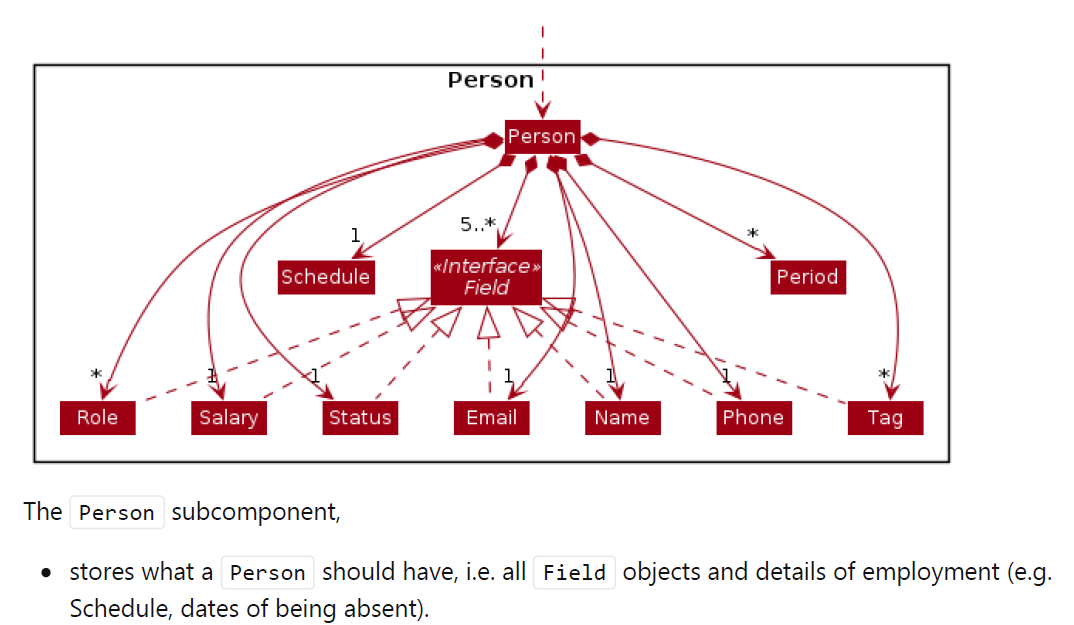 Person
Person
1
5..*
*
Schedule
«Interface»
Field
Period
*
1
1
1
1
1
*
Role
Salary
Status
Email
Name
Phone
Tag
The Person subcomponent,
• stores what a Person should have, i.e. all Field objects and details of employment (e.g.
Schedule, dates of being absent).